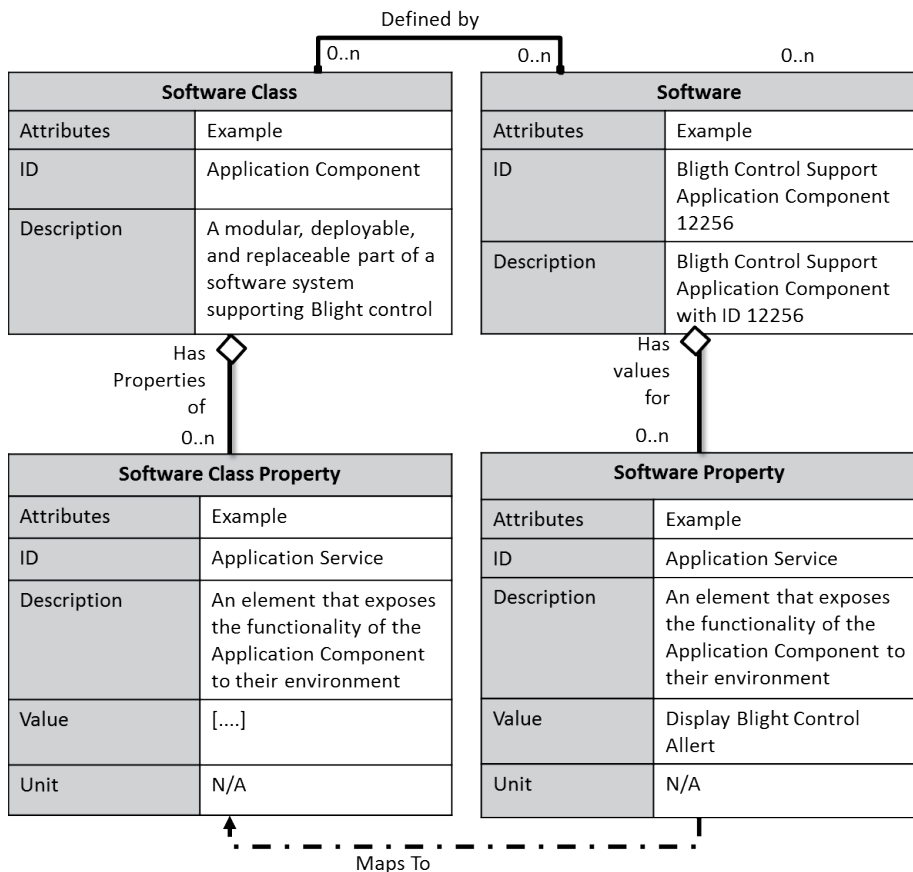 Defined by
0..n
0..n
0..n
Software Class
Attributes
Example
ID
Application Component
Description
A modular, deployable,
and replaceable part of a
software system
supporting Blight control
Software
Attributes
Example
ID
Bligth Control Support
Application Component
12256
Description
Bligth Control Support
Application Component
with ID 12256
Has
Properties
of
0..n
Has
values
for
0..n
Software Class Property
Attributes
Example
ID
Application Service
Description
An element that exposes
the functionality of the
Application Component
to their environment
Value
[....]
Unit
N/A
Software Property
Attributes
Example
ID
Application Service
Description
An element that exposes
the functionality of the
Application Component to
their environment
Value
Display Blight Control
Allert
Unit
N/A
Maps To